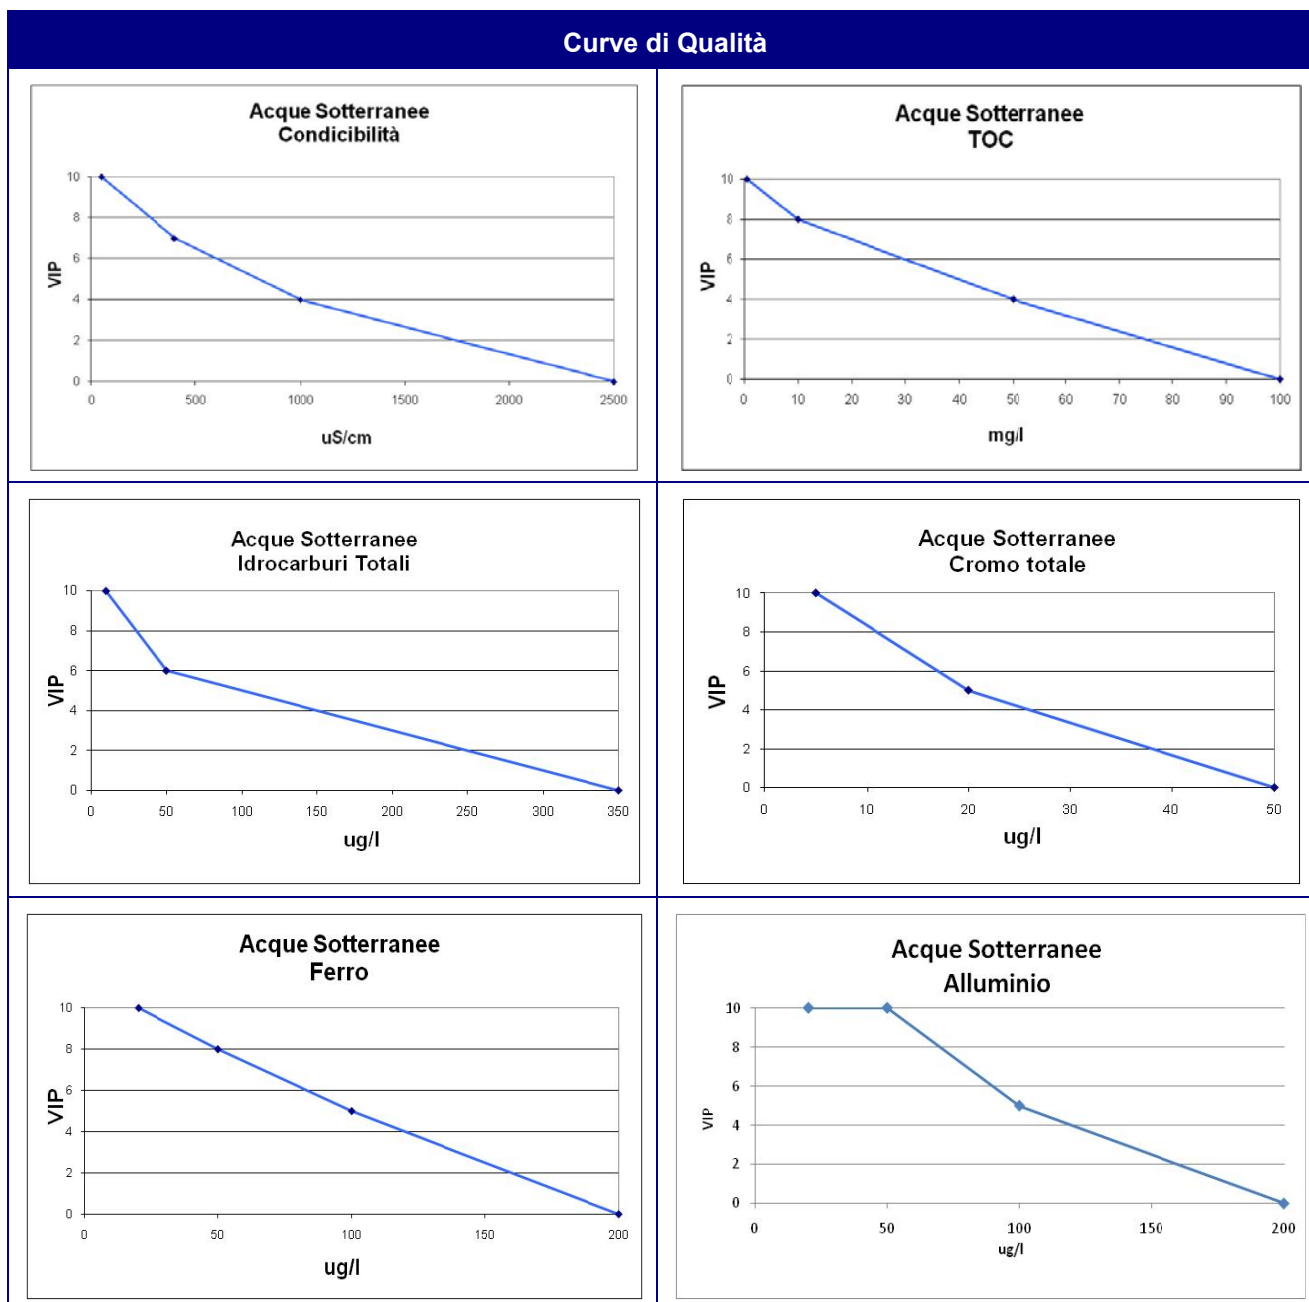 Curve di Qualità
Acque Sotterranee
Condicibilità
VIP
10
8
6
4
2
0
0 500 1000 1500 2000 2500
uS/cm
Acque Sotterranee
TOC
VIP
10
8
6
4
2
0
0 10 20 30 40 50 60 70 80 90 100
mg/l
Acque Sotterranee
Idrocarburi Totali
VIP
10
8
6
4
2
0
0 50 100 150 200 250 300 350
ug/l
Acque Sotterranee
Cromo totale
VIP
10
8
6
4
2
0
0 10 20 30 40 50
ug/l
Acque Sotterranee
Ferro
VIP
10
8
6
4
2
0
0 50 100 150 200
ug/l
Acque Sotterranee
Alluminio
VIP
10
8
6
4
2
0
0 50 100 150 200
ug/l